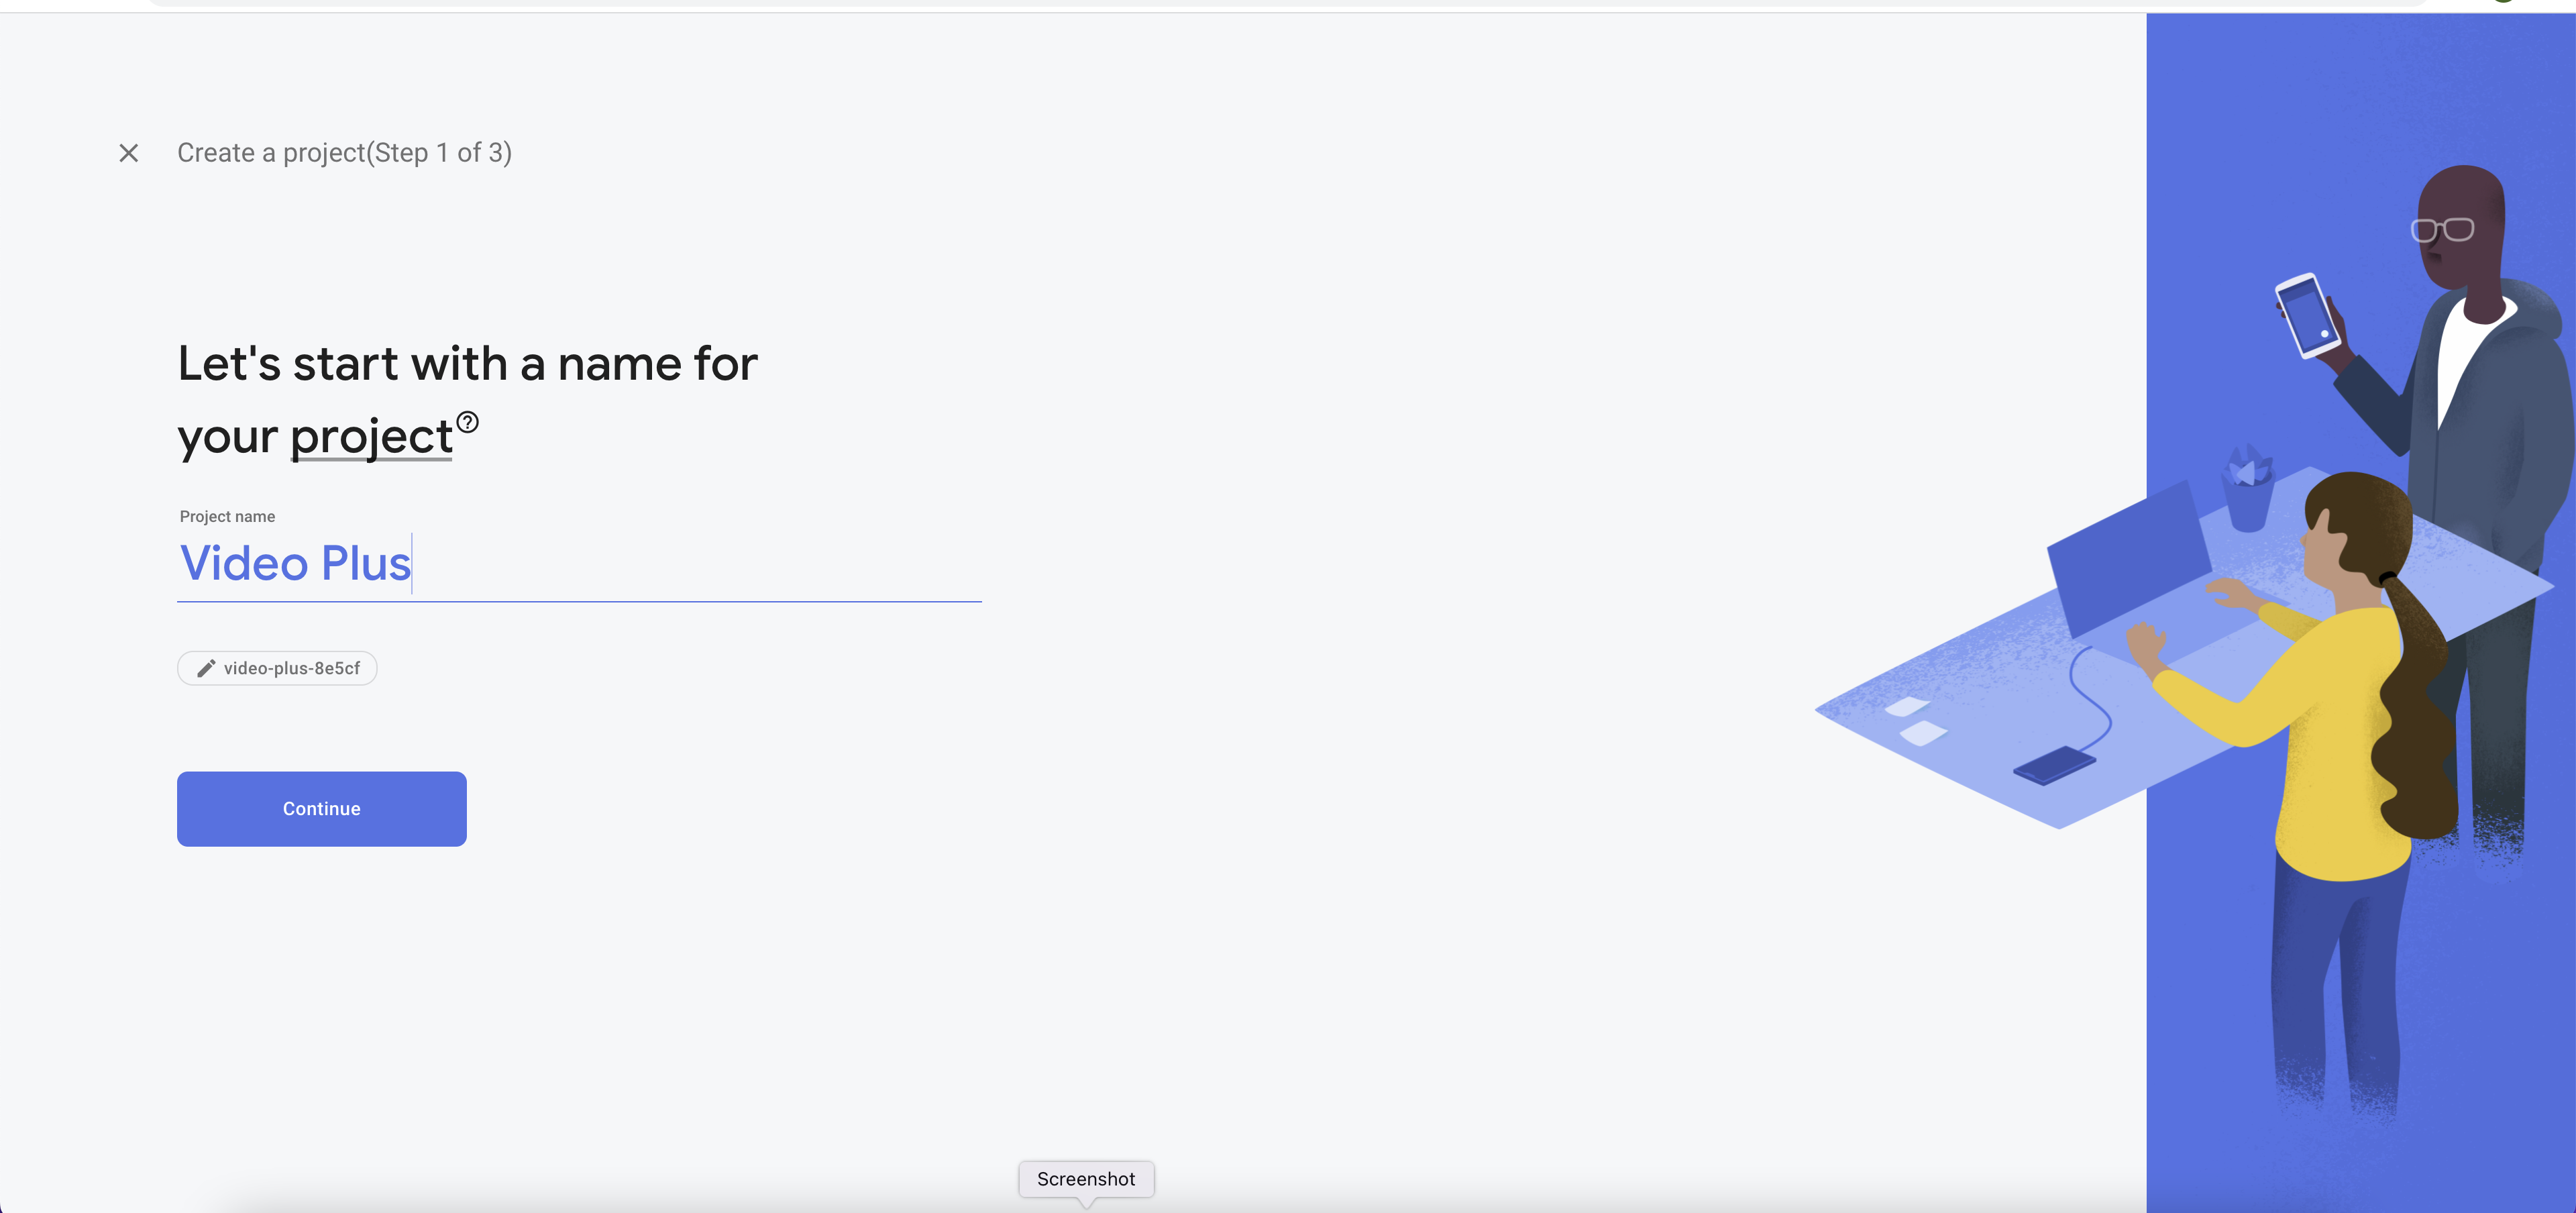 Create a project(Step 1 of 3)
Let's start with a name for
your project
Project name
Video Plus
video-plus-8e5cf
Continue
Screenshot